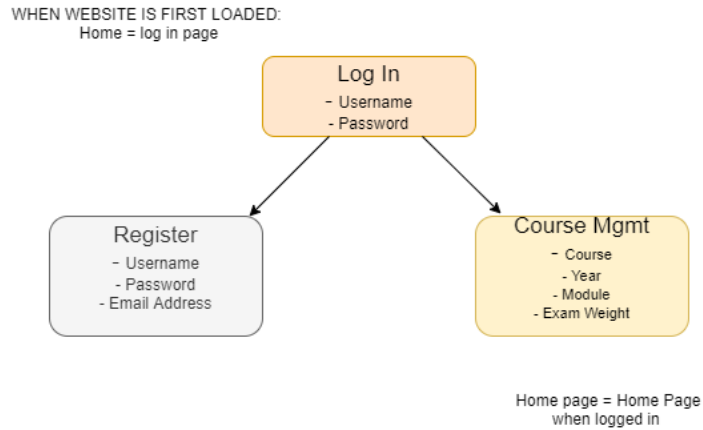 WHEN WEBSITE IS FIRST LOADED:
Home = log in page
Log In
- Username
- Password
Register
- Username
- Password
- Email Address
Course Mgmt
- Course
- Year
- Module
- Exam Weight
Home page = Home Page
when logged in